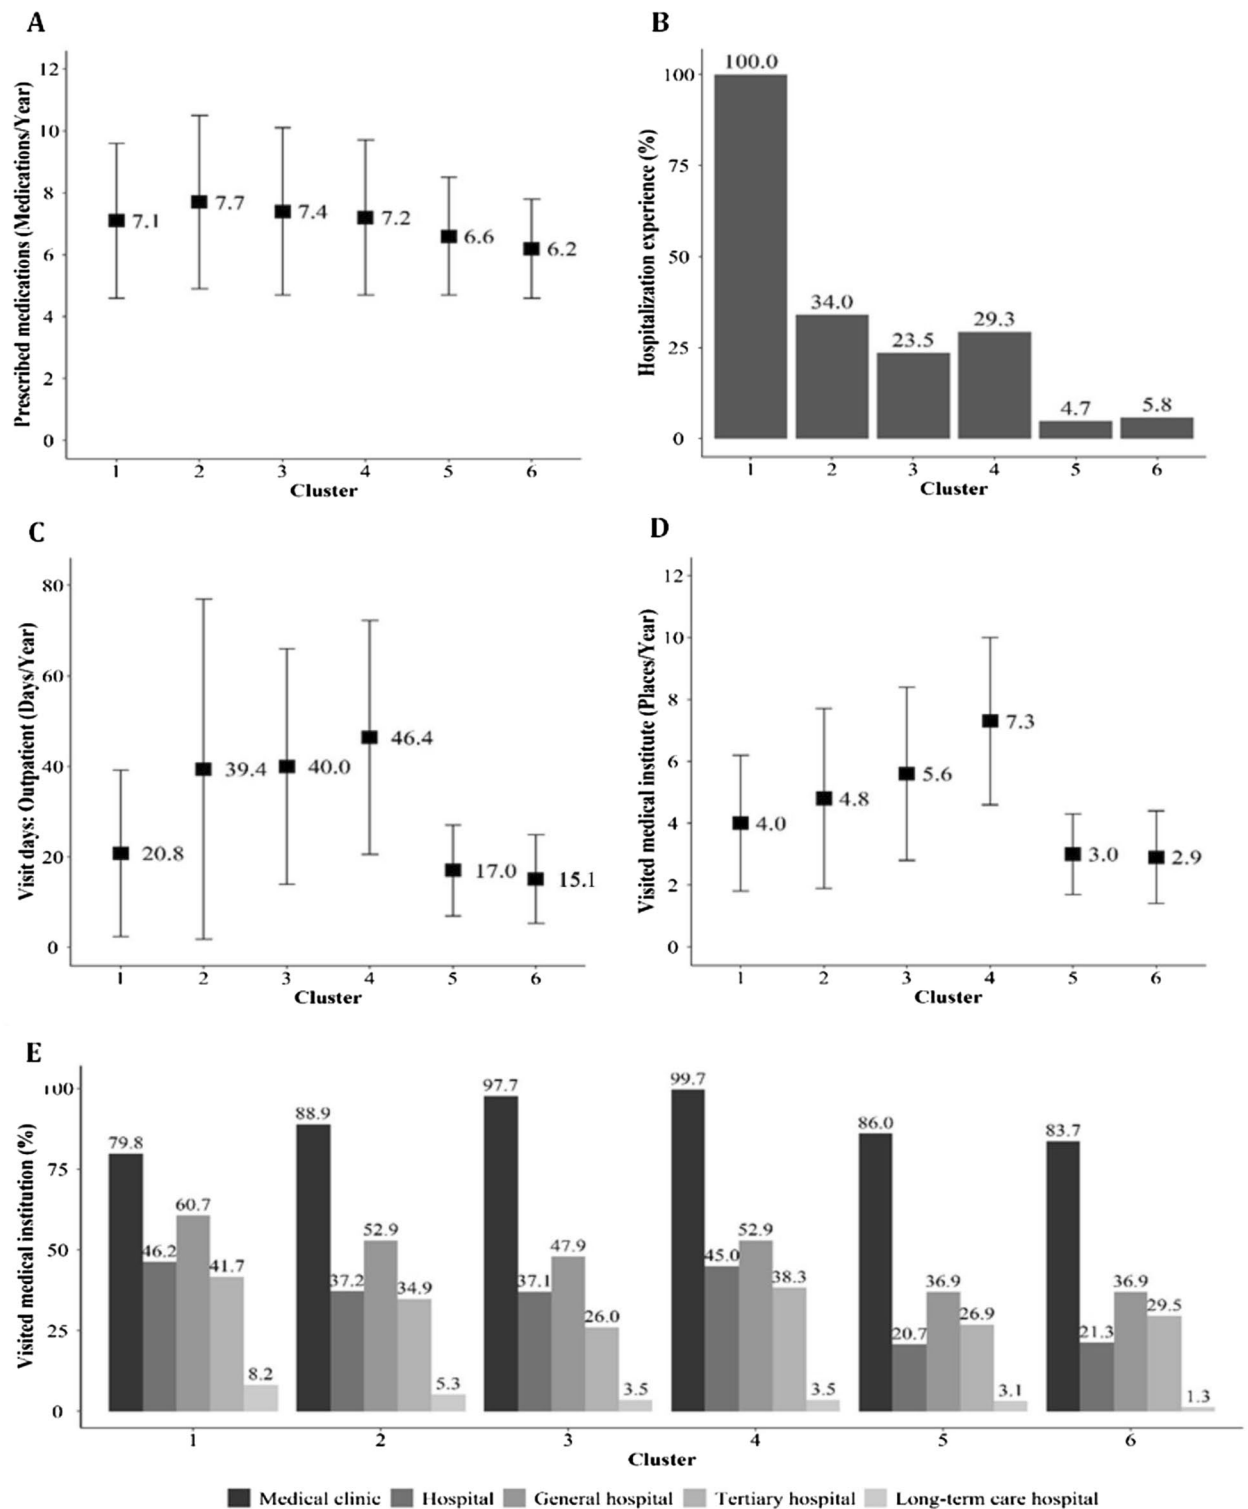 A
Prescribed medications (Medications/Year)
12
10
8
6
4
2
0
7.1
7.7
7.4
7.2
6.6
6.2
1 2 3 4 5 6
Cluster
B
Hospitalization experience (%)
100
75
50
25
0
100.0
34.0
23.5
29.3
4.7
5.8
1 2 3 4 5 6
Cluster
C
Visit days: Outpatient (Days/Year)
80
60
40
20
0
20.8
39.4
40.0
46.4
17.0
15.1
1 2 3 4 5 6
Cluster
D
Visited medical institute (Places/Year)
12
10
8
6
4
2
0
4.0
4.8
5.6
7.3
3.0
2.9
1 2 3 4 5 6
Cluster
E
Visited medical institution (%)
100
75
50
25
0
79.8 46.2 60.7 41.7 8.2
88.9 37.2 52.9 34.9 5.3
97.7 37.1 47.9 26.0 3.5
99.7 45.0 52.9 38.3 3.5
86.0 20.7 36.9 26.9 3.1
83.7 21.3 36.9 29.5 1.3
1 2 3 4 5 6
Cluster
Medical clinic Hospital General hospital Tertiary hospital Long-term care hospital